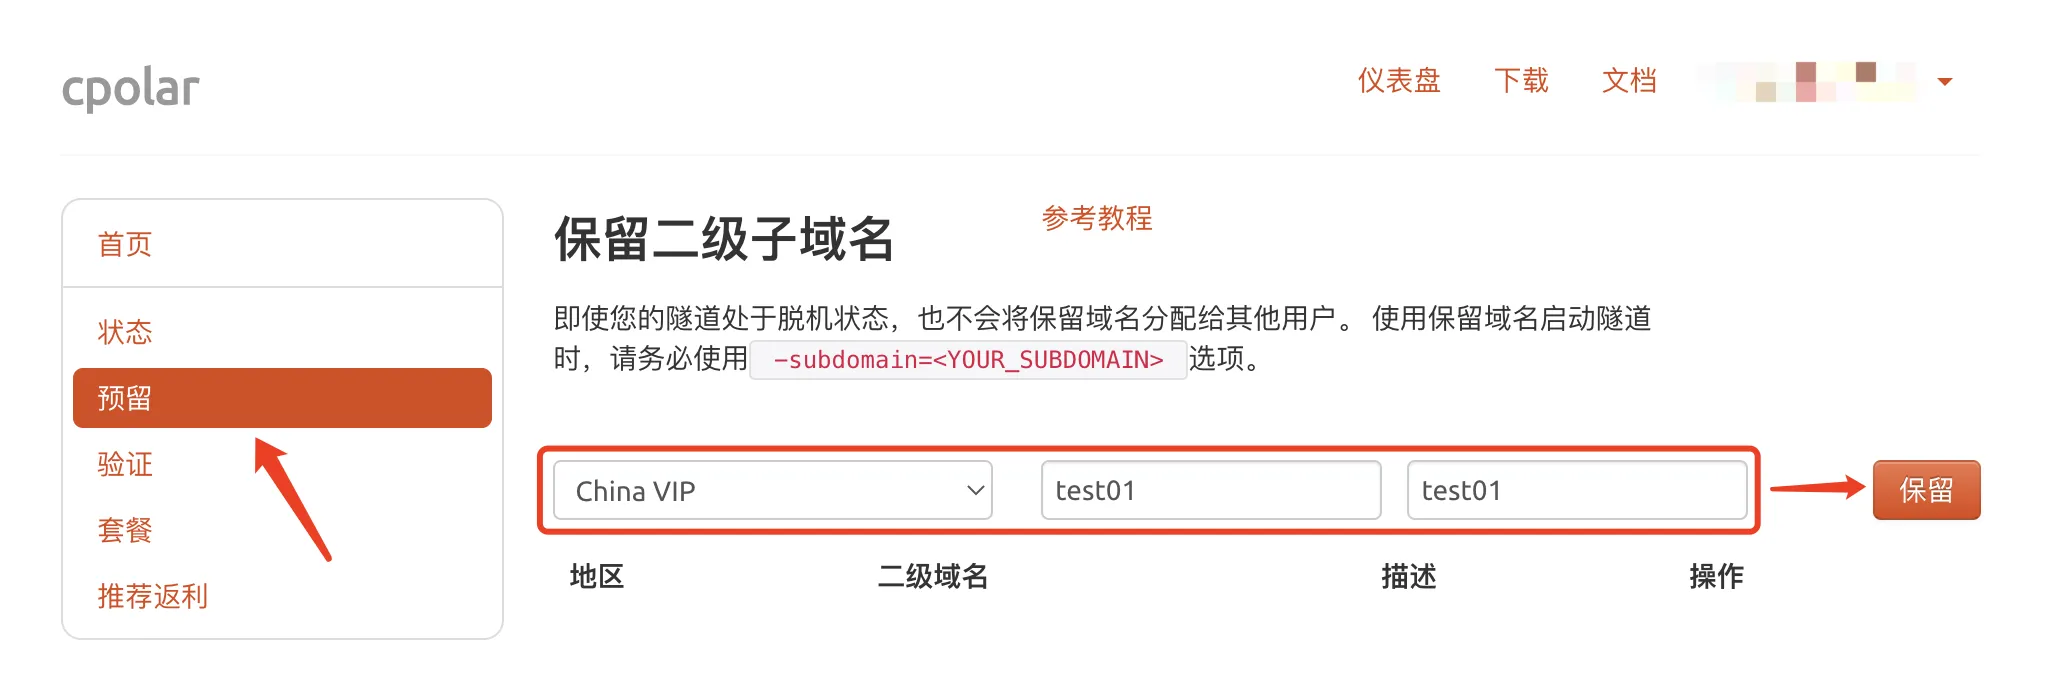 cpolar
仪表盘 下载 文档
首页
状态
预留
验证
套餐
推荐返利
保留二级子域名 参考教程
即使您的隧道处于脱机状态，也不会将保留域名分配给其他用户。 使用保留域名启动隧道
时，请务必使用 -subdomain=<YOUR_SUBDOMAIN> 选项。
China VIP test01 test01 保留
地区 二级域名 描述 操作